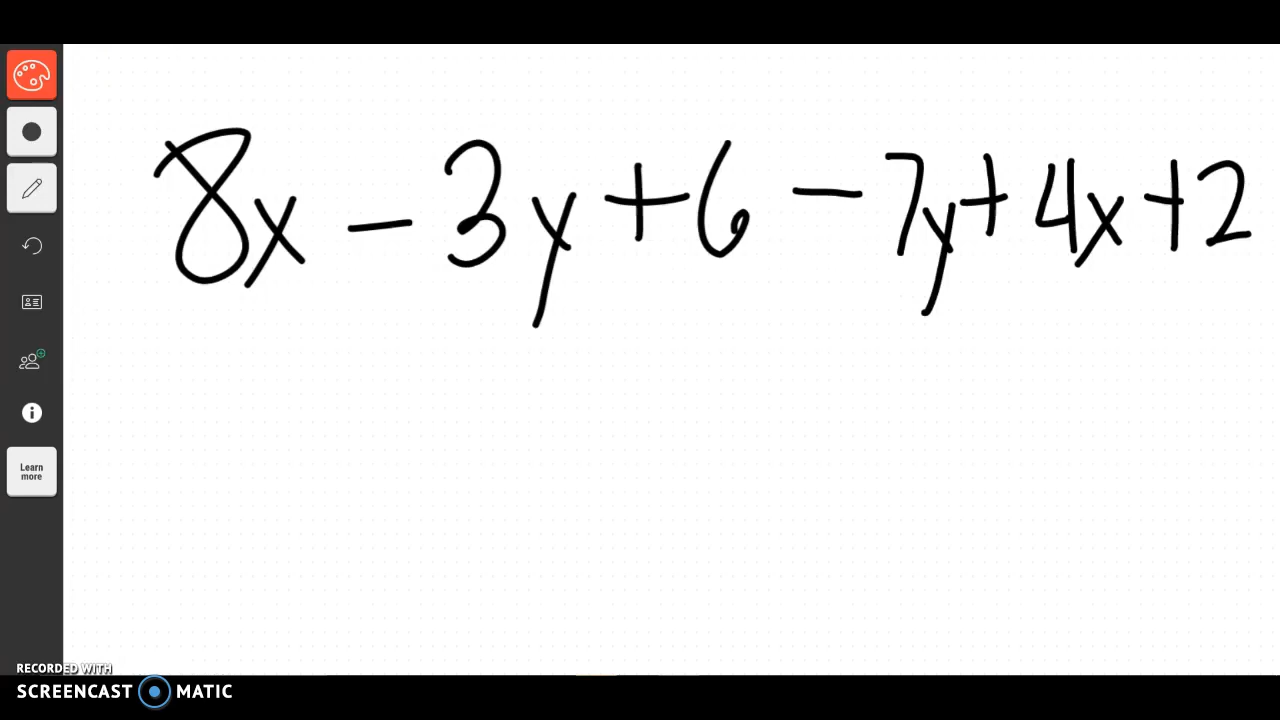 8x - 3y + 6 - 7y + 4x + 2
Learn
more
RECORDED WITH
SCREENCAST MATIC